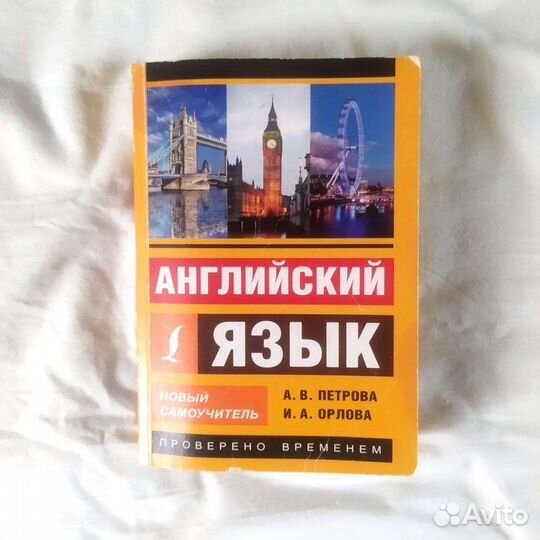 АНГЛИЙСКИЙ
ЯЗЫК
НОВЫЙ
САМОУЧИТЕЛЬ
А. В. ПЕТРОВА
И. А. ОРЛОВА
ПРОВЕРЕНО ВРЕМЕНЕМ
Avito